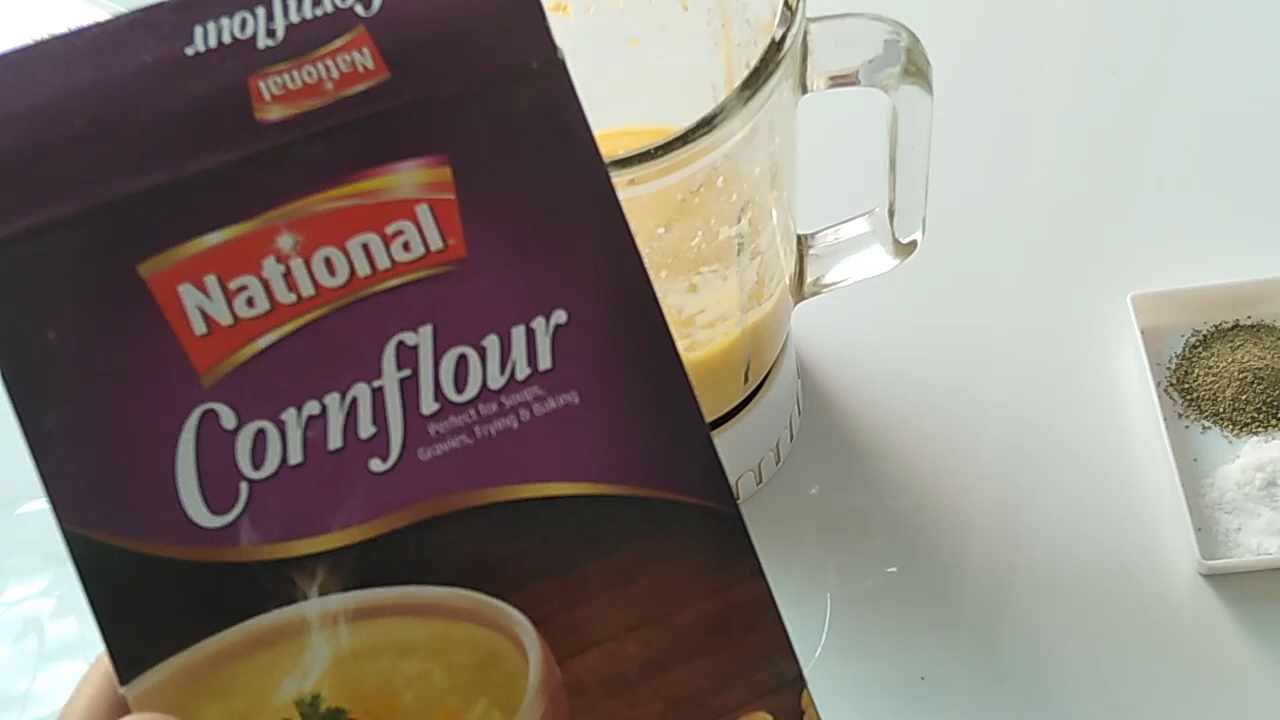 Cornflour
National
National
Cornflour
Perfect for Soups,
Gravies, Frying & Baking